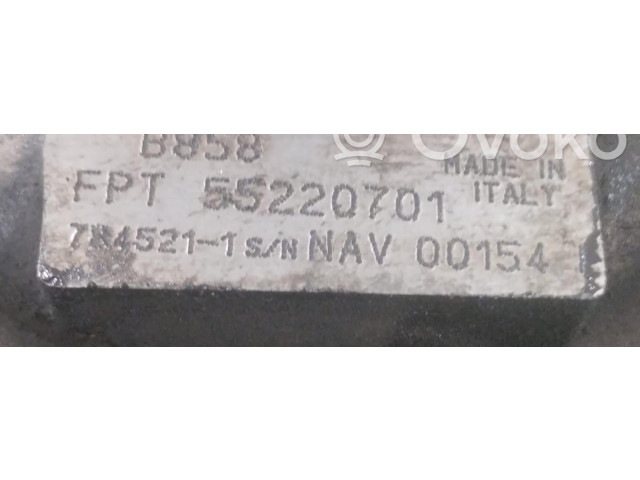 Ovoko
B858
MADE IN
ITALY
FPT 55220701
784521-1 S/N NAV 00154